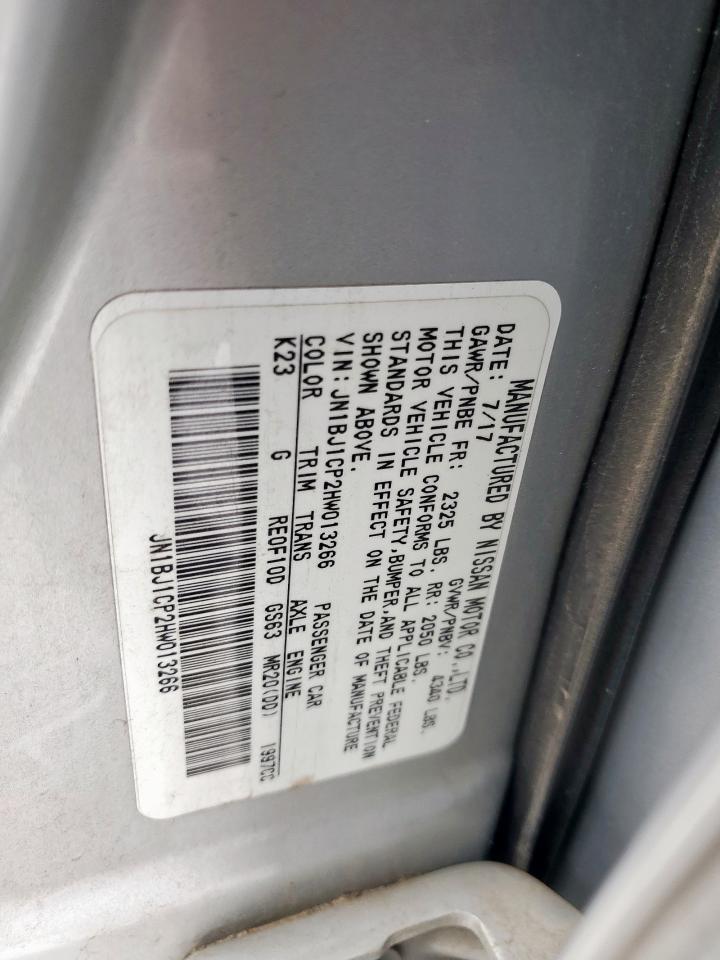 MANUFACTURED BY NISSAN MOTOR CO.,LTD.
DATE: 7/17 GVWR/PNBV: 4340 LBS.
GAWR/PNBE FR: 2325 LBS. RR: 2050 LBS.
THIS VEHICLE CONFORMS TO ALL APPLICABLE FEDERAL
MOTOR VEHICLE SAFETY,BUMPER,AND THEFT PREVENTION
STANDARDS IN EFFECT ON THE DATE OF MANUFACTURE
SHOWN ABOVE.
VIN:JN1BJ1CP2HW013266 PASSENGER CAR
COLOR TRIM TRANS AXLE ENGINE
K23 G RE0F10D GS63 MR20(DD) 1997CC
JN1BJ1CP2HW013266